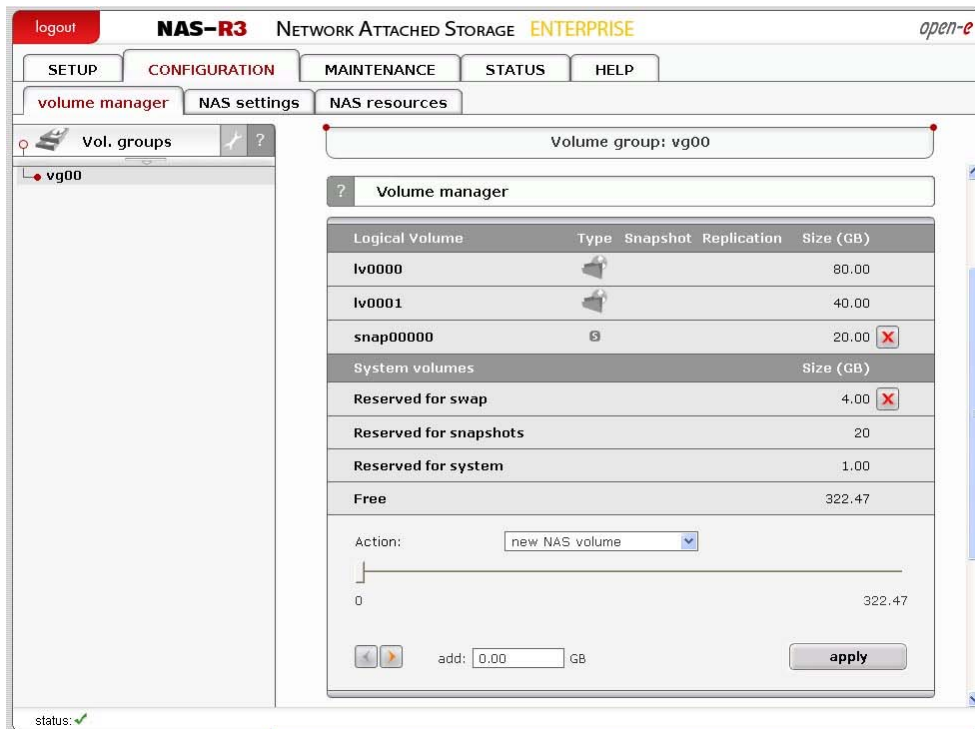 logout NAS-R3 NETWORK ATTACHED STORAGE ENTERPRISE open-e
SETUP CONFIGURATION MAINTENANCE STATUS HELP
volume manager NAS settings NAS resources
Vol. groups ?
vg00
Volume group: vg00
? Volume manager
Logical Volume Type Snapshot Replication Size (GB)
lv0000 80.00
lv0001 40.00
snap00000 S 20.00 X
System volumes Size (GB)
Reserved for swap 4.00 X
Reserved for snapshots 20
Reserved for system 1.00
Free 322.47
Action: new NAS volume
0 322.47
add: 0.00 GB apply
status: